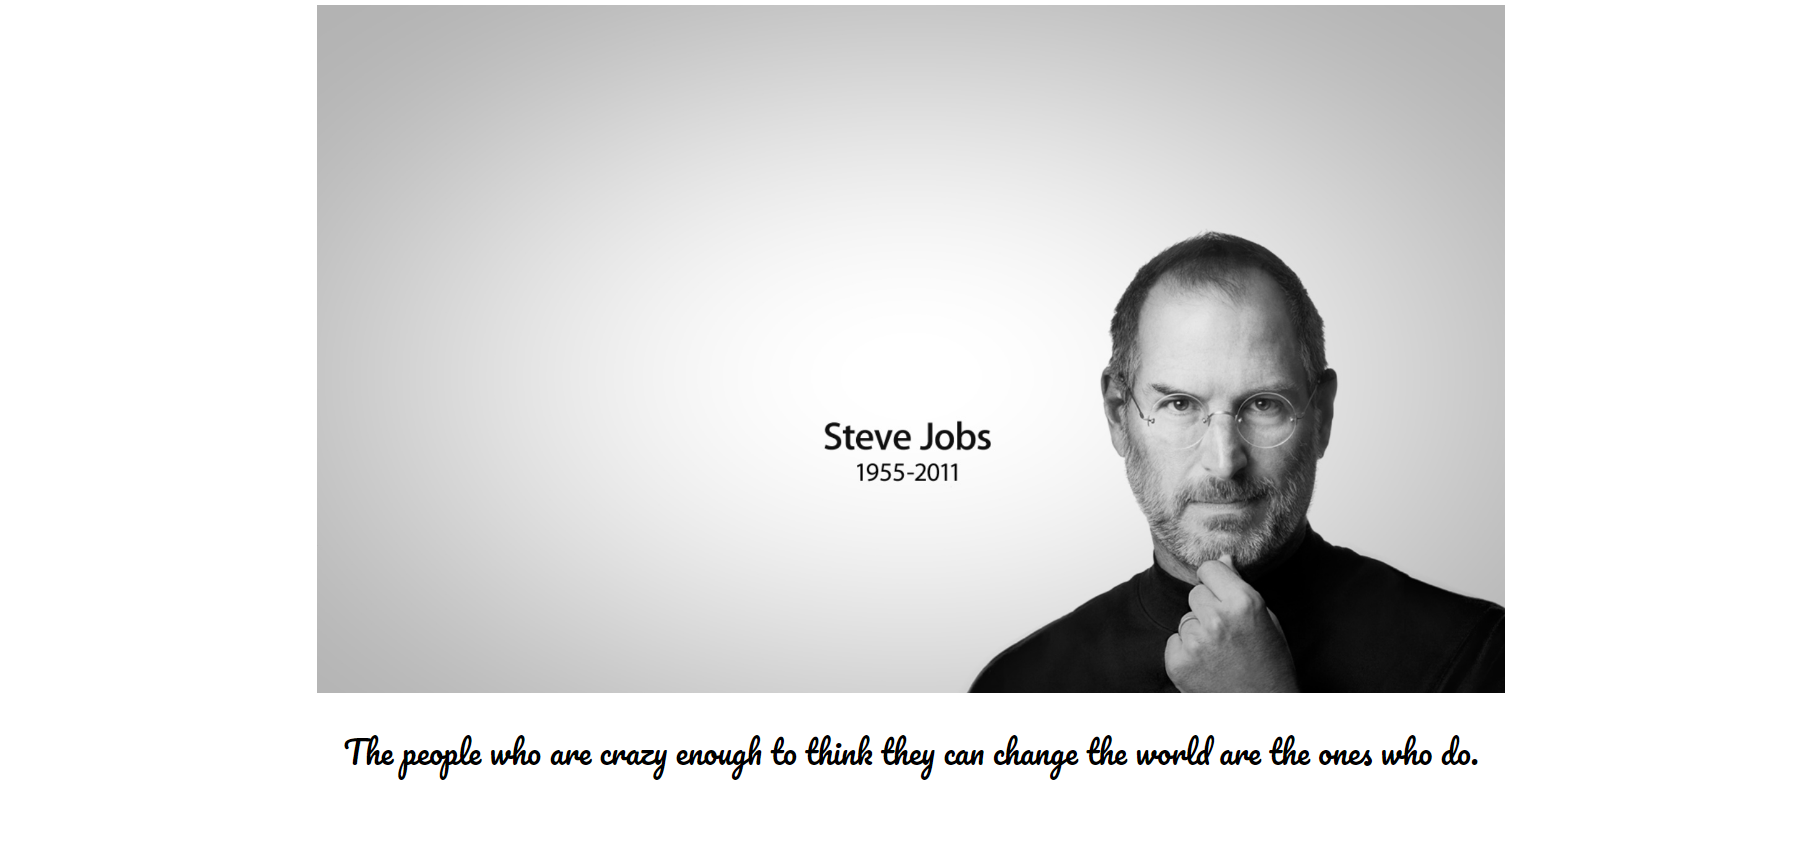 Steve Jobs
1955-2011
The people who are crazy enough to think they can change the world are the ones who do.